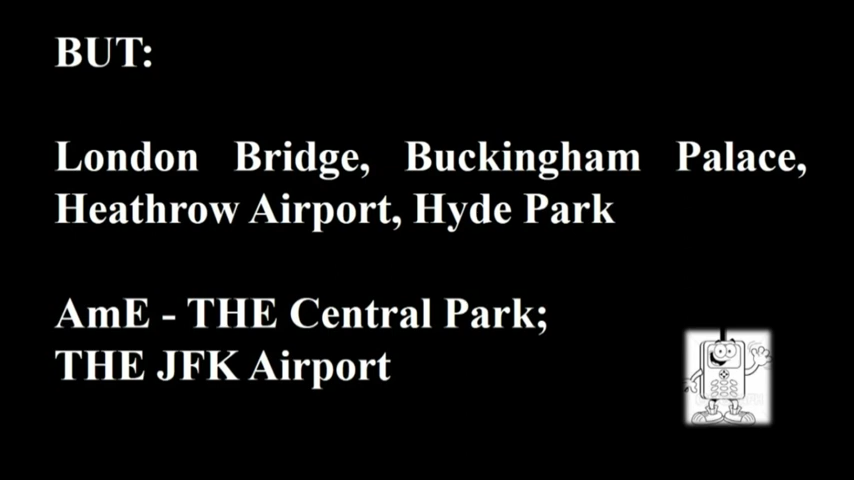 BUT:
London Bridge, Buckingham Palace,
Heathrow Airport, Hyde Park
AmE - THE Central Park;
THE JFK Airport